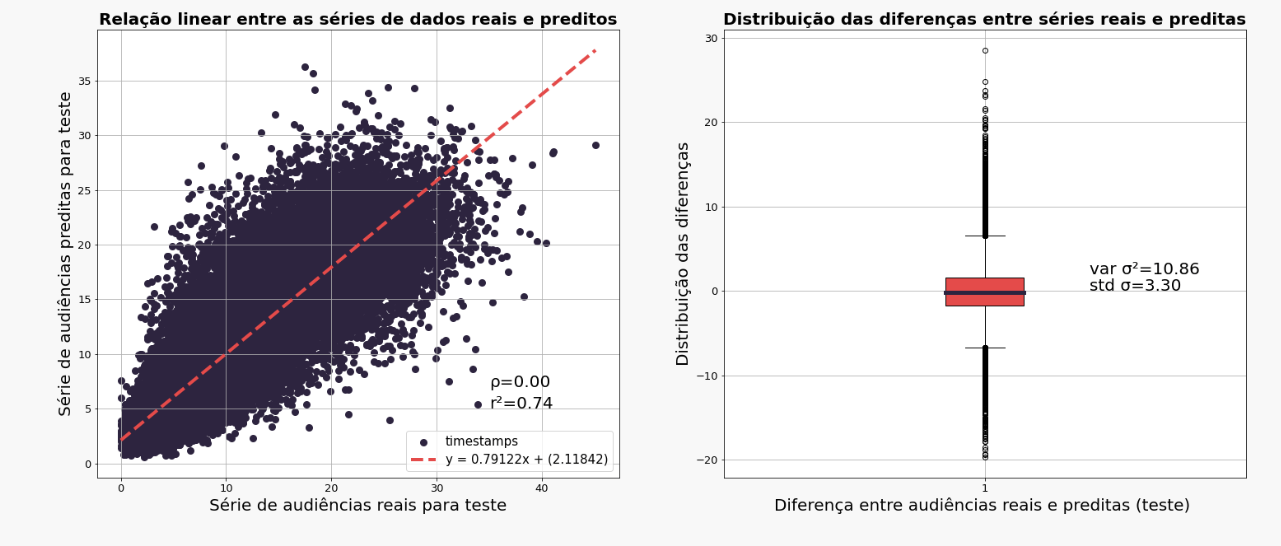 Relação linear entre as séries de dados reais e preditos
Série de audiências preditas para teste
35
30
25
20
15
10
5
0
ρ=0.00
r²=0.74
timestamps
y = 0.79122x + (2.11842)
0
10
20
30
40
Série de audiências reais para teste
Distribuição das diferenças entre séries reais e preditas
Distribuição das diferenças
30
20
10
0
−10
−20
var σ²=10.86
std σ=3.30
1
Diferença entre audiências reais e preditas (teste)